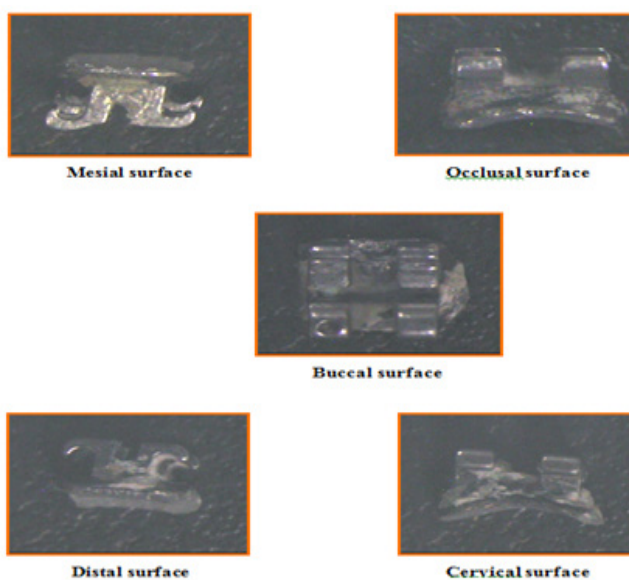 Mesial surface
Occlusal surface
Buccal surface
Distal surface
Cervical surface